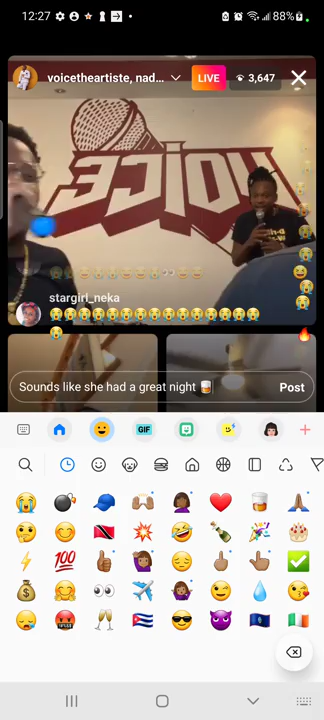 12:27
88%
voicetheartiste, nad...
LIVE
3,647
VOICE
stargirl_neka
Sounds like she had a great night 🥃
Post
GIF